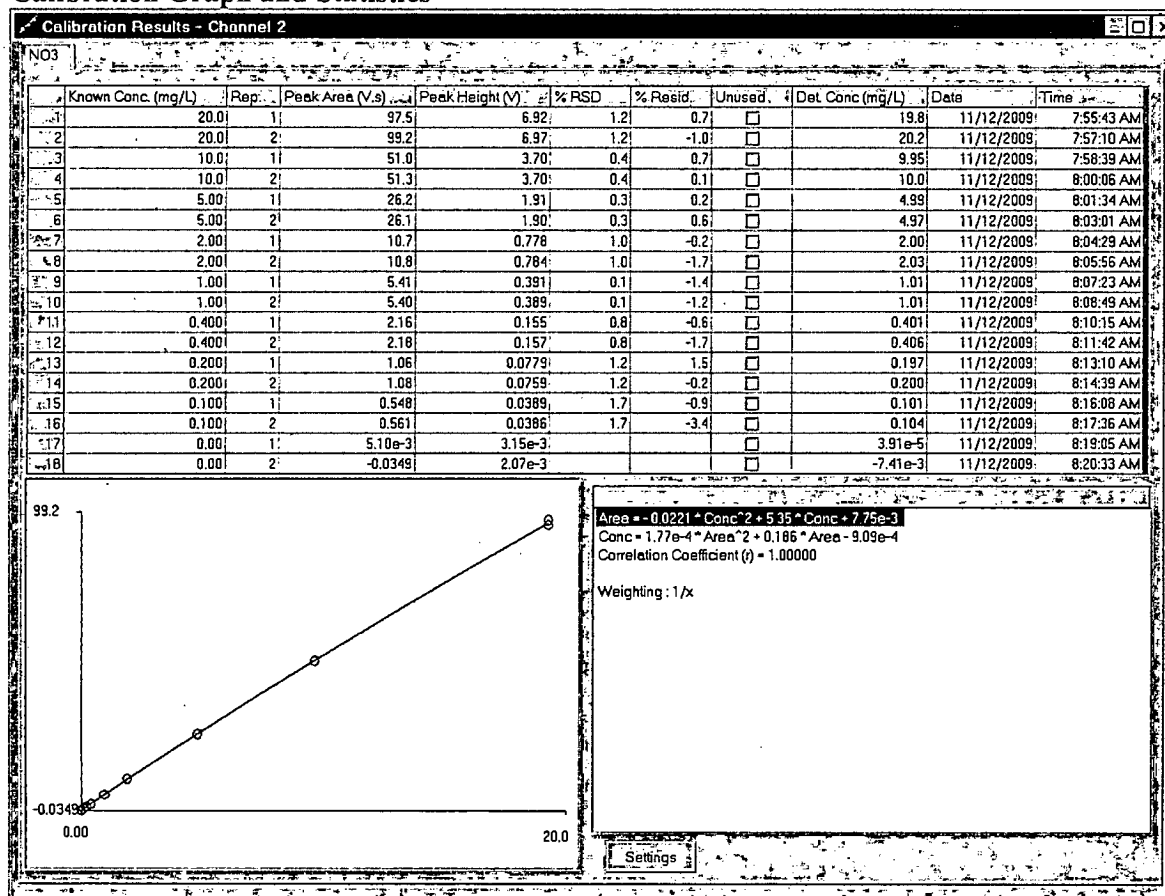 Calibration Graph and Statistics
Calibration Results - Channel 2
NO3
Known Conc. (mg/L) Rep. Peak Area (V.s) Peak Height (V) % RSD % Resid. Unused Det. Conc (mg/L) Date Time
1 20.0 1 97.5 6.92 1.2 0.7 19.8 11/12/2009 7:55:43 AM
2 20.0 2 99.2 6.97 1.2 -1.0 20.2 11/12/2009 7:57:10 AM
3 10.0 1 51.0 3.70 0.4 0.7 9.95 11/12/2009 7:58:39 AM
4 10.0 2 51.3 3.70 0.4 0.1 10.0 11/12/2009 8:00:06 AM
5 5.00 1 26.2 1.91 0.3 0.2 4.99 11/12/2009 8:01:34 AM
6 5.00 2 26.1 1.90 0.3 0.6 4.97 11/12/2009 8:03:01 AM
7 2.00 1 10.7 0.778 1.0 -0.2 2.00 11/12/2009 8:04:29 AM
8 2.00 2 10.8 0.784 1.0 -1.7 2.03 11/12/2009 8:05:56 AM
9 1.00 1 5.41 0.391 0.1 -1.4 1.01 11/12/2009 8:07:23 AM
10 1.00 2 5.40 0.389 0.1 -1.2 1.01 11/12/2009 8:08:49 AM
11 0.400 1 2.16 0.155 0.8 -0.6 0.401 11/12/2009 8:10:15 AM
12 0.400 2 2.18 0.157 0.8 -1.7 0.406 11/12/2009 8:11:42 AM
13 0.200 1 1.06 0.0779 1.2 1.5 0.197 11/12/2009 8:13:10 AM
14 0.200 2 1.08 0.0759 1.2 -0.2 0.200 11/12/2009 8:14:39 AM
15 0.100 1 0.548 0.0389 1.7 -0.9 0.101 11/12/2009 8:16:08 AM
16 0.100 2 0.561 0.0386 1.7 -3.4 0.104 11/12/2009 8:17:36 AM
17 0.00 1 5.10e-3 3.15e-3 3.91e-5 11/12/2009 8:19:05 AM
18 0.00 2 -0.0349 2.07e-3 -7.41e-3 11/12/2009 8:20:33 AM
99.2
-0.0349
0.00 20.0
Area = -0.0221 * Conc^2 + 5.35 * Conc + 7.75e-3
Conc = 1.77e-4 * Area^2 + 0.186 * Area - 9.09e-4
Correlation Coefficient (r) = 1.00000
Weighting : 1/x
Settings